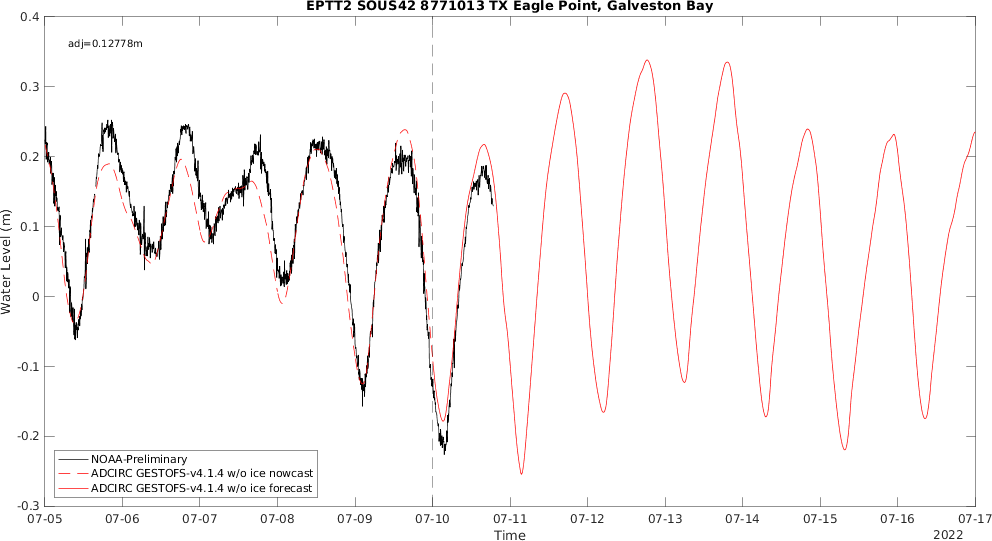 EPTT2 SOUS42 8771013 TX Eagle Point, Galveston Bay
0.4
adj=0.12778m
0.3
0.2
0.1
0
-0.1
-0.2
-0.3
Water Level (m)
NOAA-Preliminary
ADCIRC GESTOFS-v4.1.4 w/o ice nowcast
ADCIRC GESTOFS-v4.1.4 w/o ice forecast
07-05 07-06 07-07 07-08 07-09 07-10 07-11 07-12 07-13 07-14 07-15 07-16 07-17
Time
2022